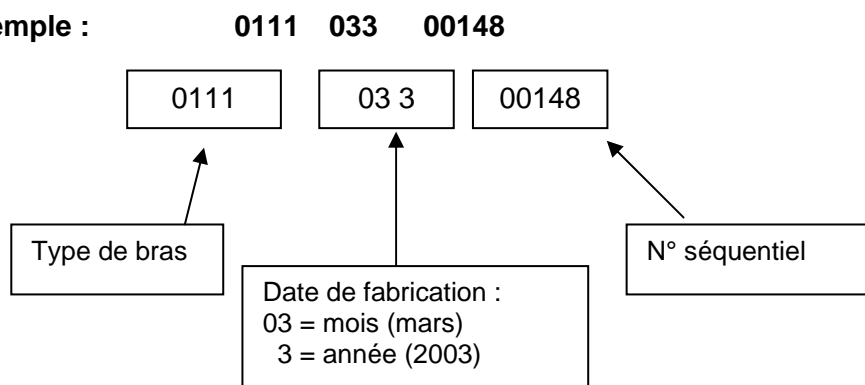 emple : 0111 033 00148
0111 03 3 00148
Type de bras
N° séquentiel
Date de fabrication :
03 = mois (mars)
3 = année (2003)